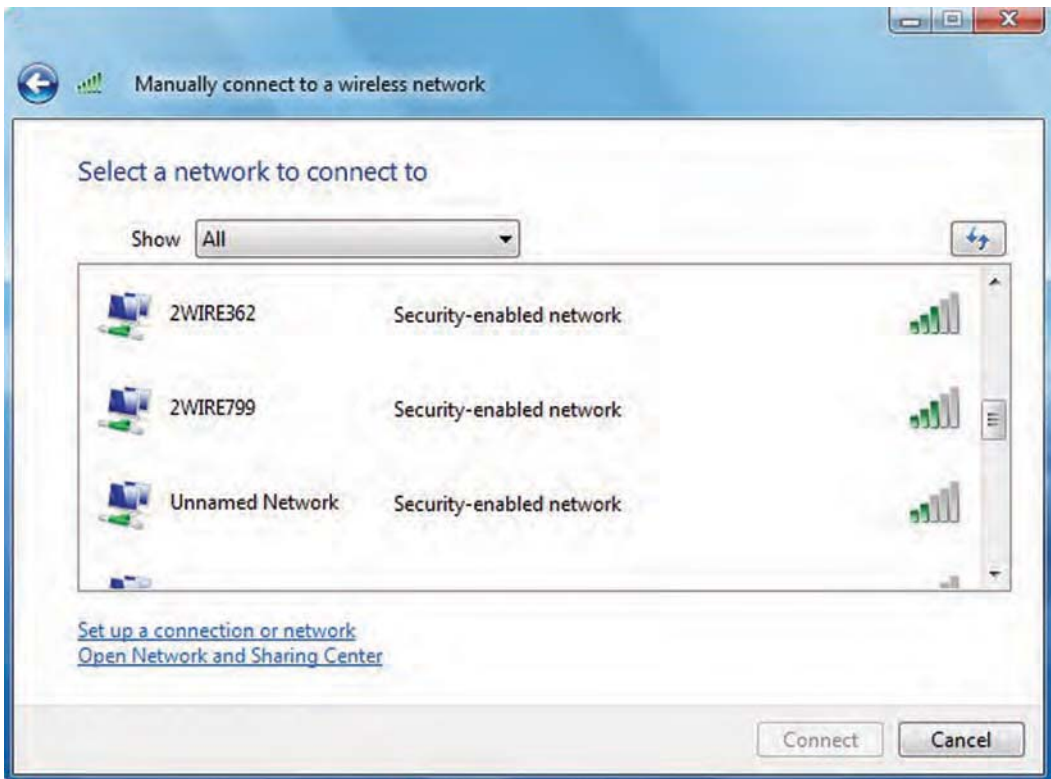 Manually connect to a wireless network
Select a network to connect to
Show All
2WIRE362 Security-enabled network
2WIRE799 Security-enabled network
Unnamed Network Security-enabled network
Set up a connection or network
Open Network and Sharing Center
Connect Cancel